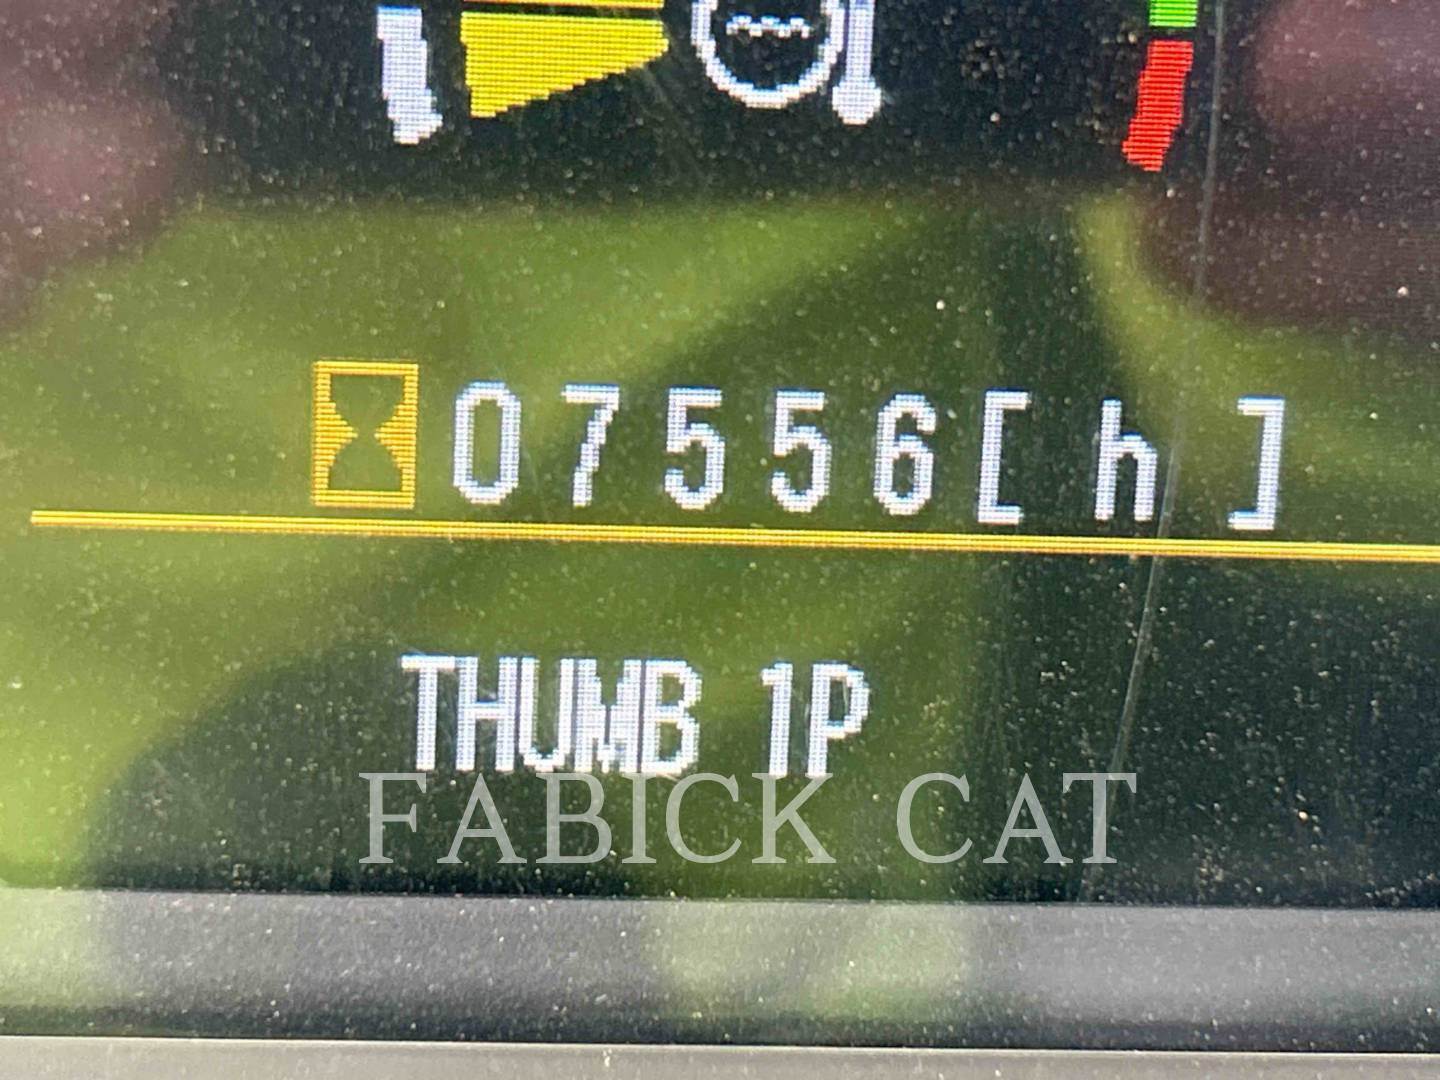 07556[h]
THUMB 1P
FABICK CAT